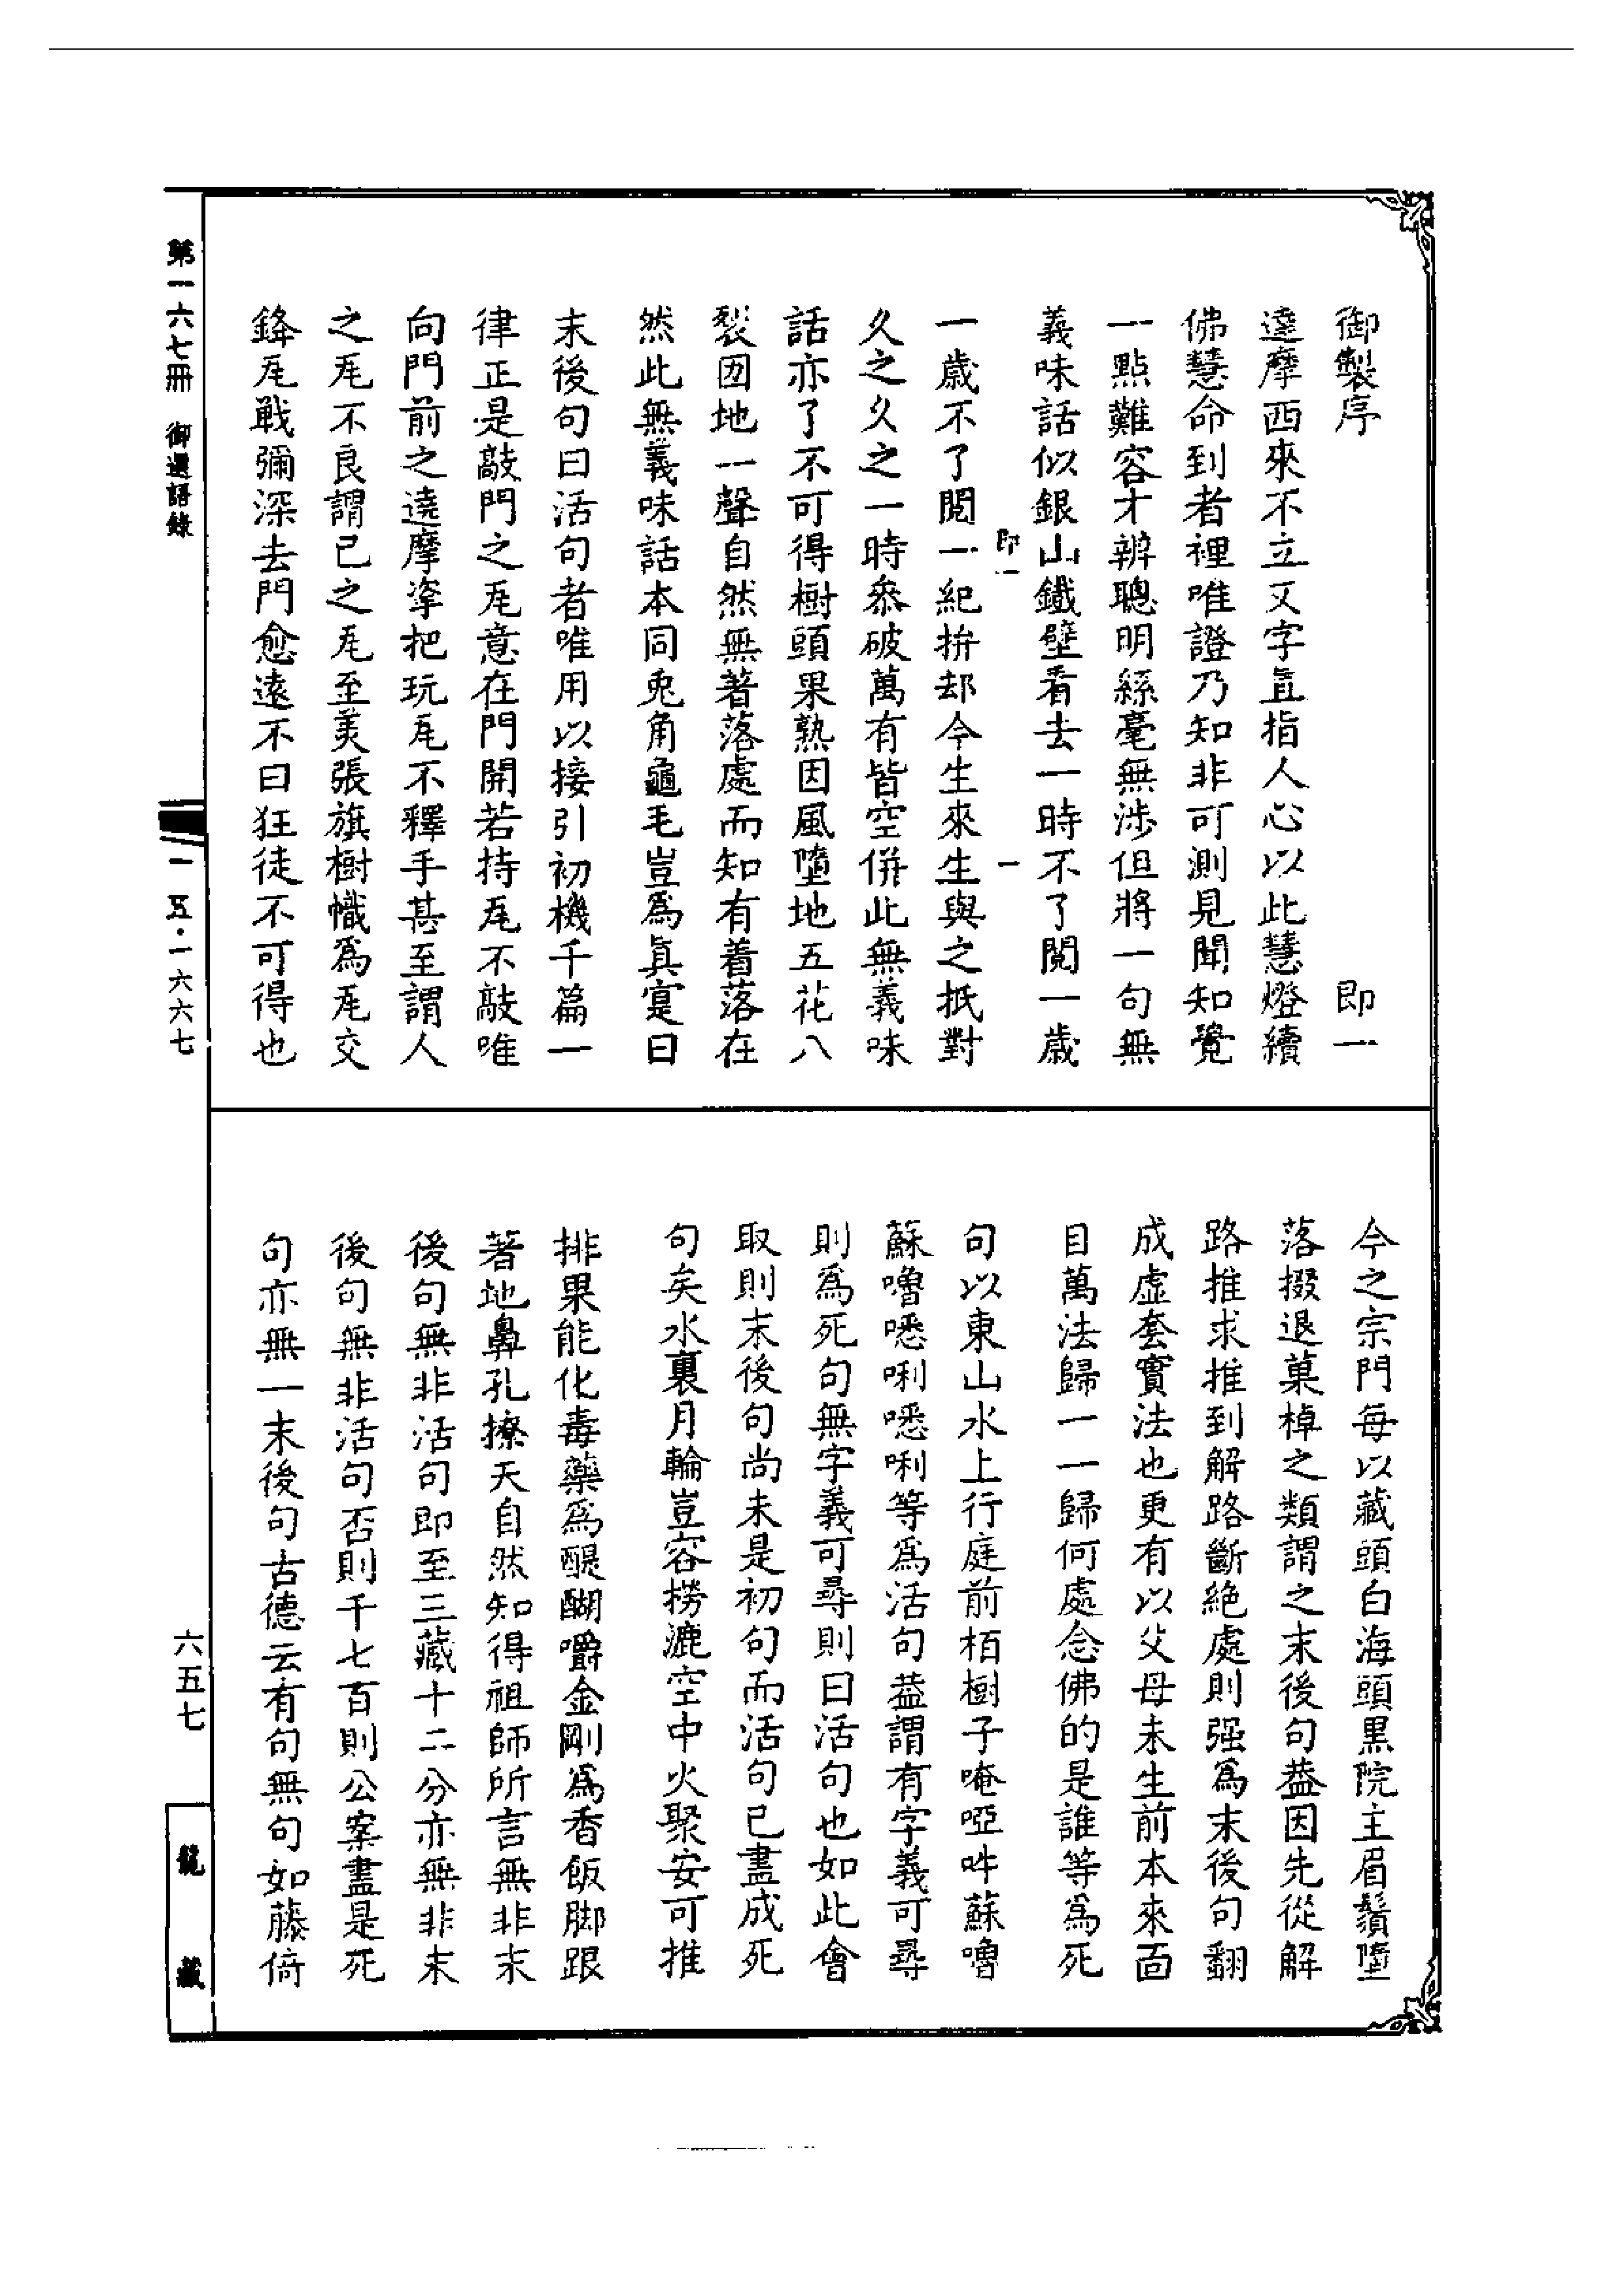 御製序　即一
達摩西來不立文字直指人心以此慧燈續
佛慧命到者裡唯證乃知非可測見聞知覺
一點難容才辨聰明絲毫無涉但將一句無
義味話似銀山鐵壁看去一時不了閱一歲
即一　一
一歲不了閱一紀拚却今生來生與之抵對
久之久之一時叅破萬有皆空併此無義味
話亦了不可得樹頭果熟因風墮地五花八
裂囫地一聲自然無著落處而知有着落在
然此無義味話本同兎角龜毛豈為真寔曰
末後句曰活句者唯用以接引初機千篇一
律正是敲門之瓦意在門開若持瓦不敲唯
向門前之逵摩挲把玩瓦不釋手甚至謂人
之瓦不良謂已之瓦至美張旗樹幟為瓦交
鋒瓦戰彌深去門愈遠不曰狂徒不可得也
今之宗門每以藏頭白海頭黑院主眉鬚墮
落掇退菓棹之類謂之末後句葢因先從解
路推求推到解路斷絕處則强為末後句翻
成虛套實法也更有以父母未生前本來面
目萬法歸一一歸何處念佛的是誰等為死
句以東山水上行庭前栢樹子唵啞吽蘇嚕
蘇嚕㗭唎㗭唎等為活句葢謂有字義可尋
則為死句無字義可尋則曰活句也如此會
取則末後句尚未是初句而活句已盡成死
句矣水裏月輪豈容撈漉空中火聚安可推
排果能化毒藥為醍醐嚼金剛為香飯脚跟
著地鼻孔撩天自然知得祖師所言無非末
後句無非活句即至三藏十二分亦無非末
後句無非活句否則千七百則公案盡是死
句亦無一末後句古德云有句無句如藤倚
第一六七冊　御選語錄
一五·一六六七
六五七
龍藏